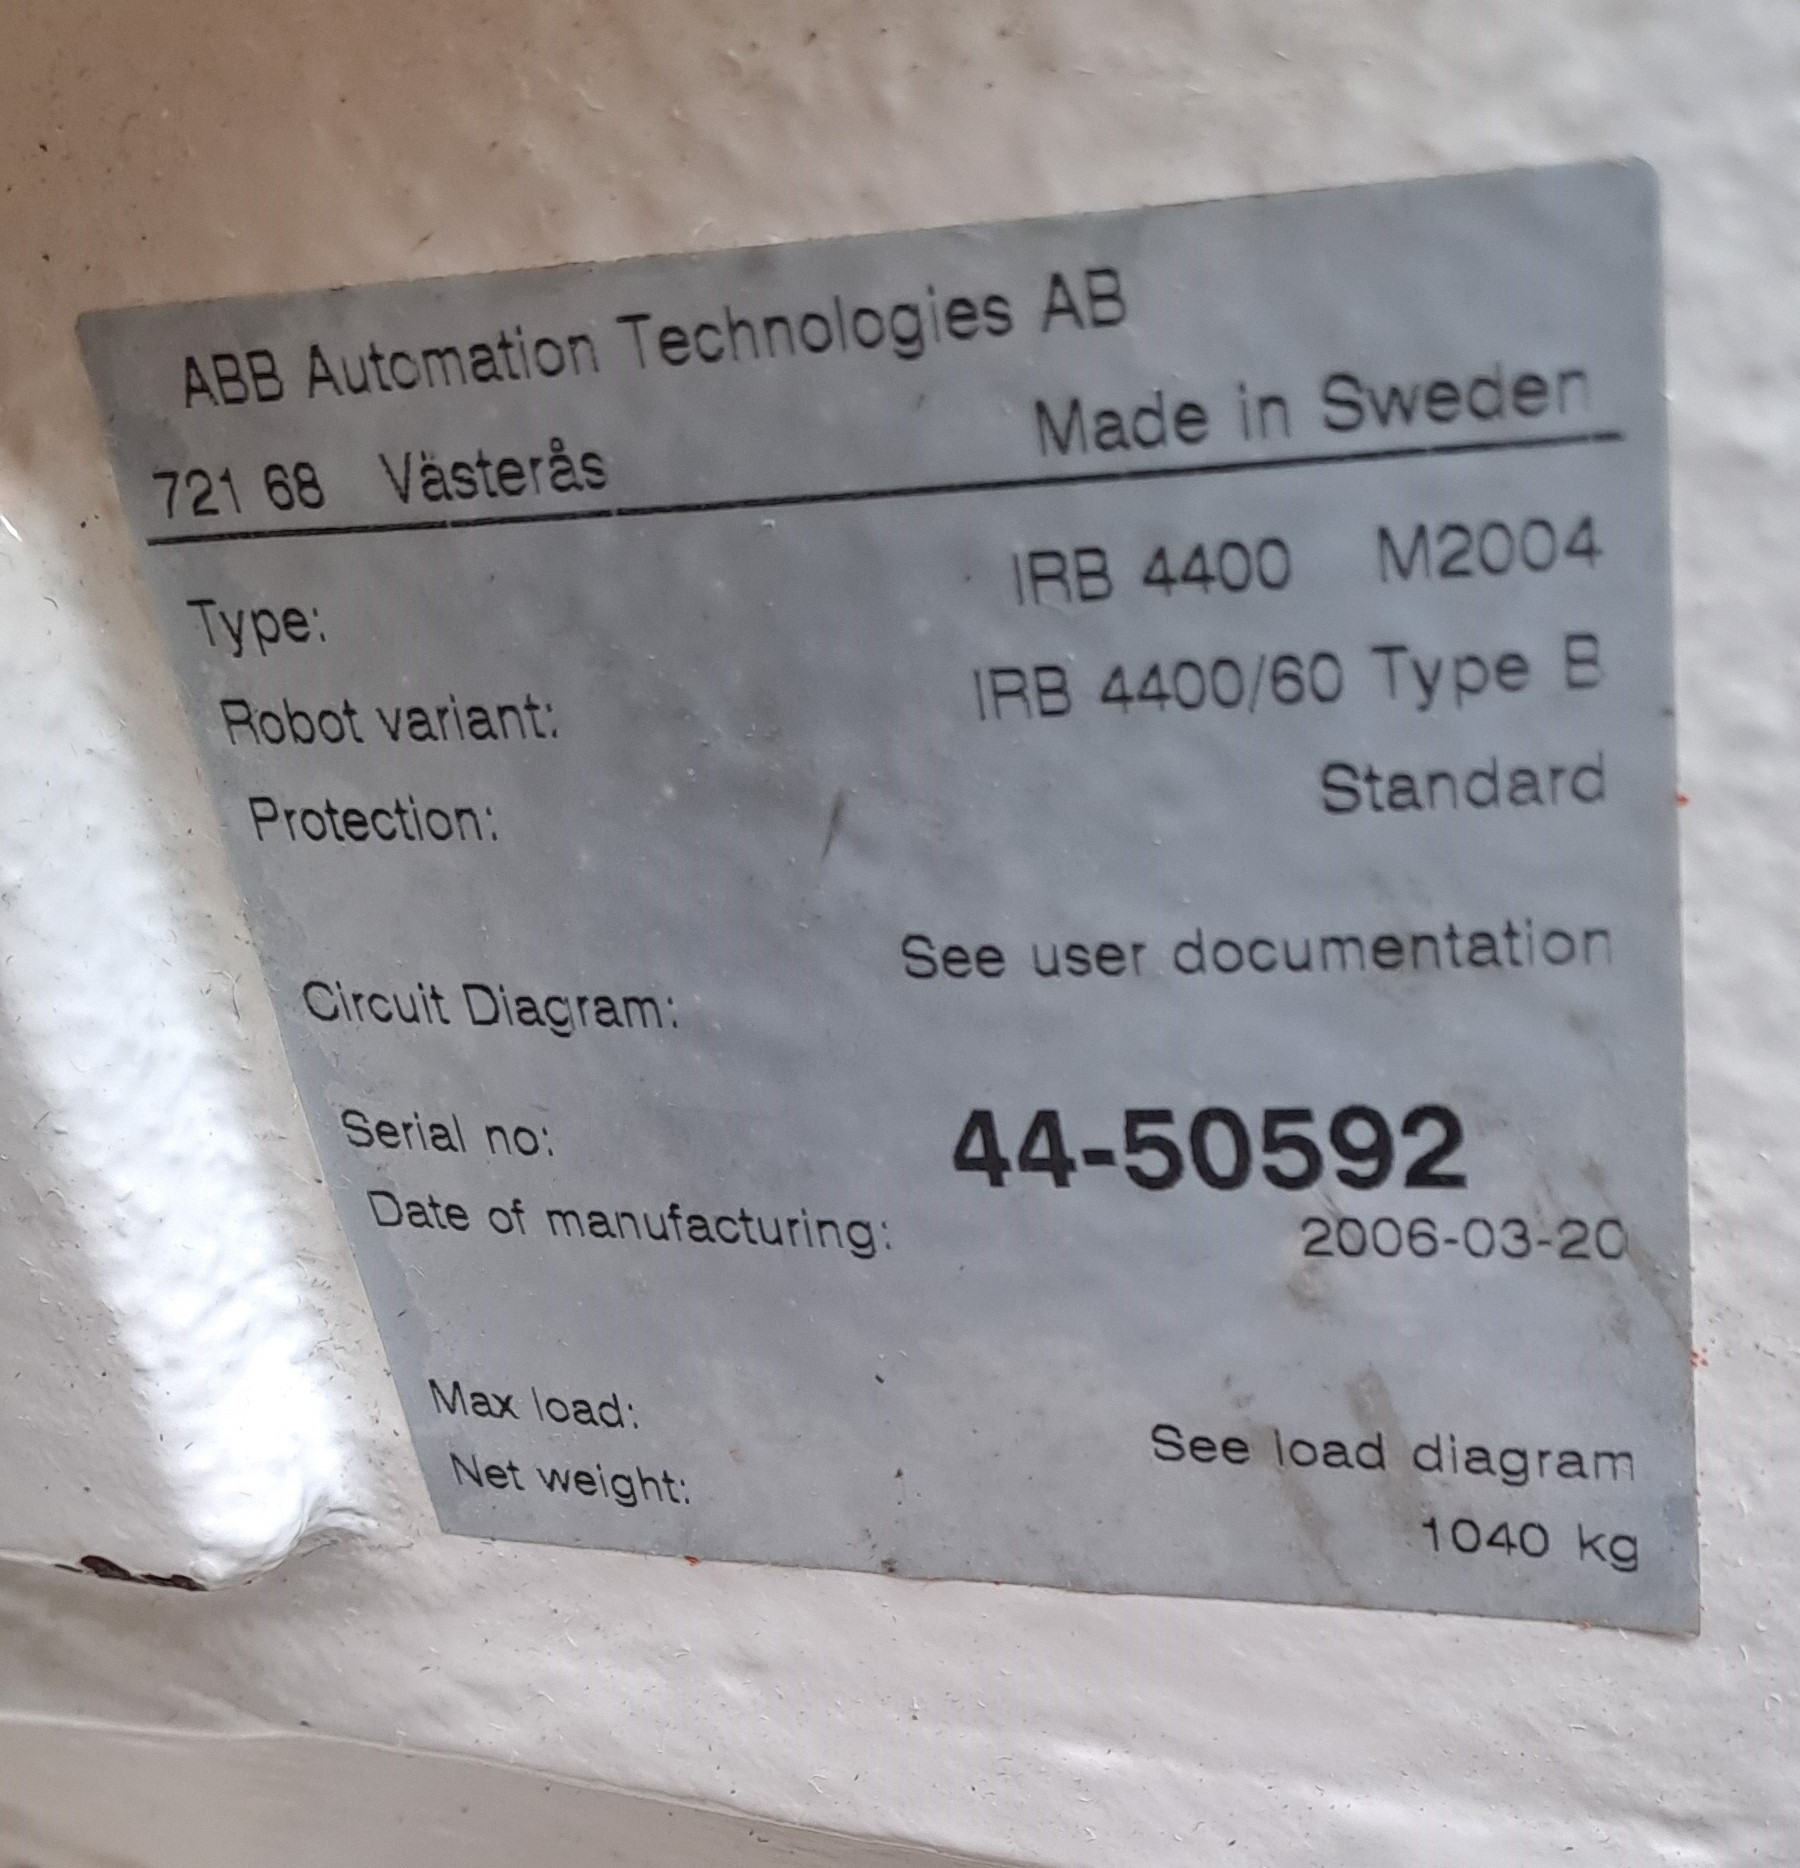 ABB Automation Technologies AB
721 68 Västerås Made in Sweden
Type: IRB 4400 M2004
Robot variant: IRB 4400/60 Type B
Protection: Standard
Circuit Diagram: See user documentation
Serial no: 44-50592
Date of manufacturing: 2006-03-20
Max load: See load diagram
Net weight: 1040 kg